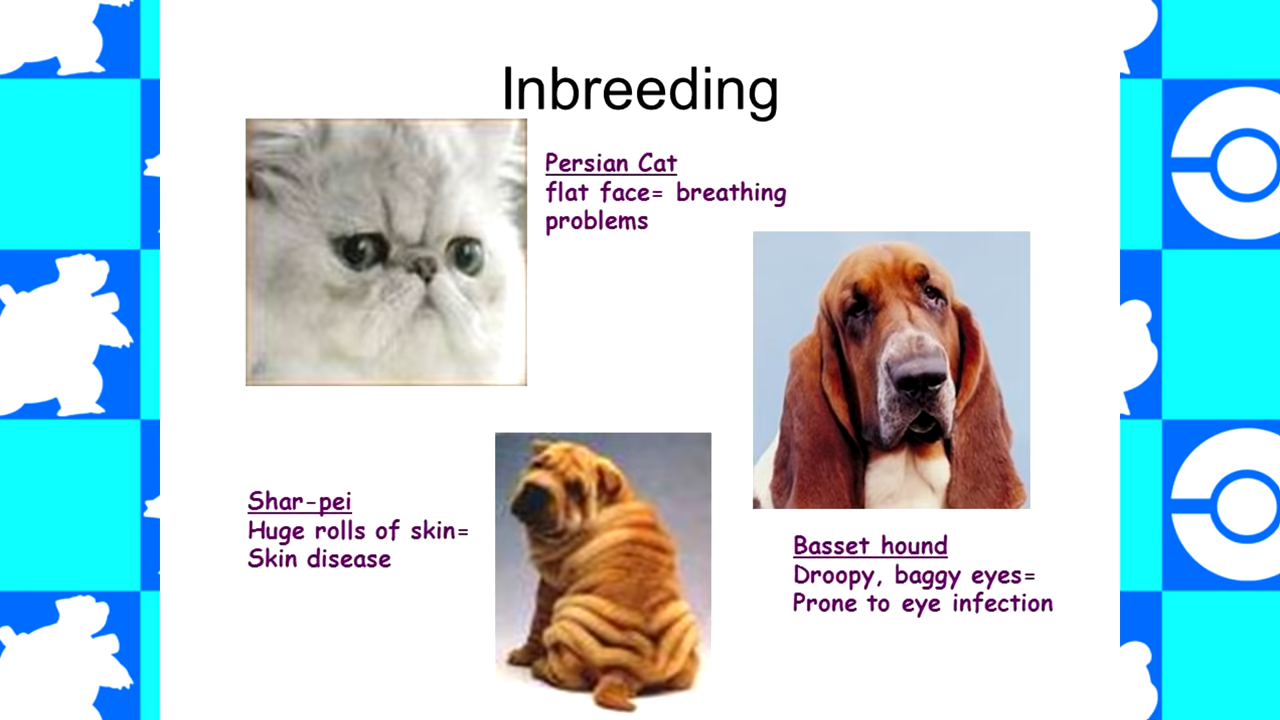 Inbreeding
Persian Cat
flat face= breathing
problems
Shar-pei
Huge rolls of skin=
Skin disease
Basset hound
Droopy, baggy eyes=
Prone to eye infection